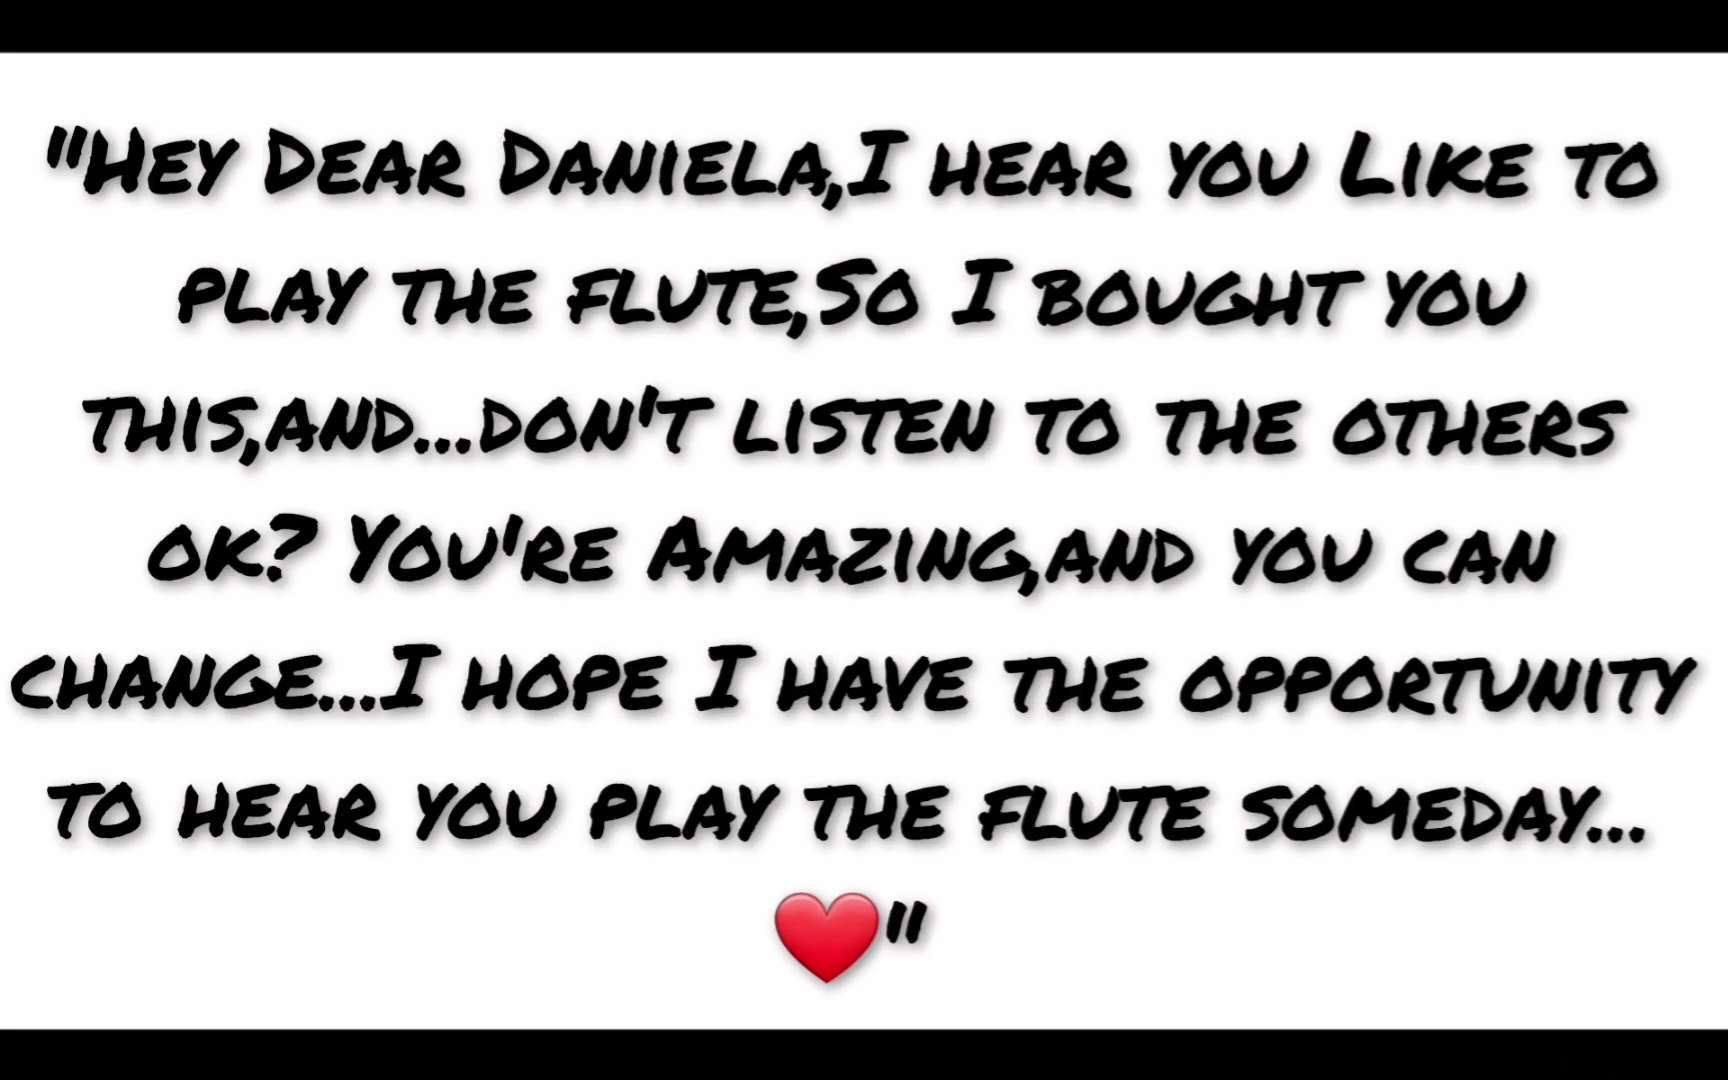 "Hey Dear Daniela,I hear you Like to
play the flute,So I bought you
this,and...don't listen to the others
ok? You're Amazing,and you can
change...I hope I have the opportunity
to hear you play the flute someday...
❤️"